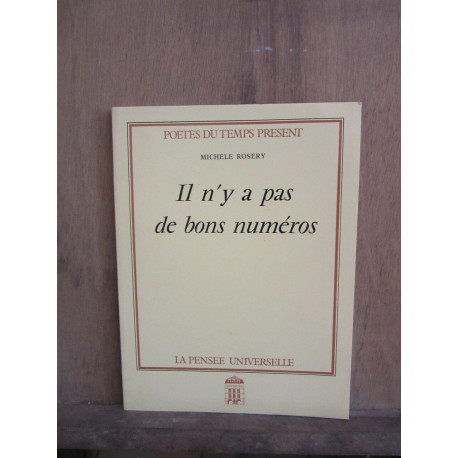 POETES DU TEMPS PRESENT
MICHELE ROSERY
Il n'y a pas
de bons numéros
LA PENSEE UNIVERSELLE